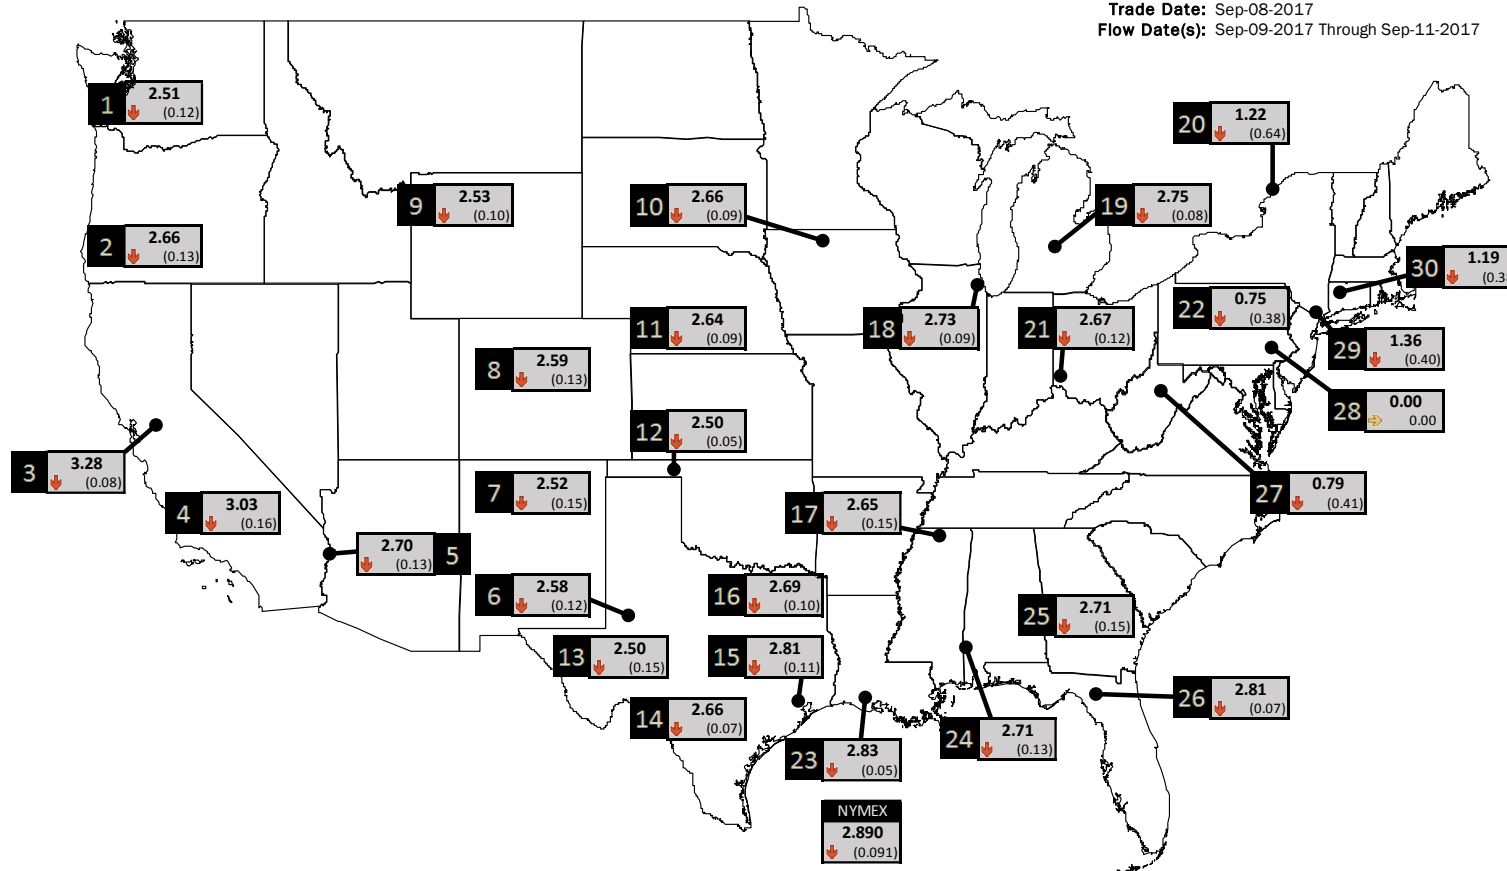 Trade Date: Sep-08-2017
Flow Date(s): Sep-09-2017 Through Sep-11-2017
1 2.51 (0.12)
2 2.66 (0.13)
3 3.28 (0.08)
4 3.03 (0.16)
2.70 (0.13) 5
6 2.58 (0.12)
7 2.52 (0.15)
8 2.59 (0.13)
9 2.53 (0.10)
10 2.66 (0.09)
11 2.64 (0.09)
12 2.50 (0.05)
13 2.50 (0.15)
14 2.66 (0.07)
15 2.81 (0.11)
16 2.69 (0.10)
17 2.65 (0.15)
18 2.73 (0.09)
19 2.75 (0.08)
20 1.22 (0.64)
21 2.67 (0.12)
22 0.75 (0.38)
23 2.83 (0.05)
24 2.71 (0.13)
25 2.71 (0.15)
26 2.81 (0.07)
27 0.79 (0.41)
28 0.00 0.00
29 1.36 (0.40)
30 1.19
NYMEX
2.890
(0.091)